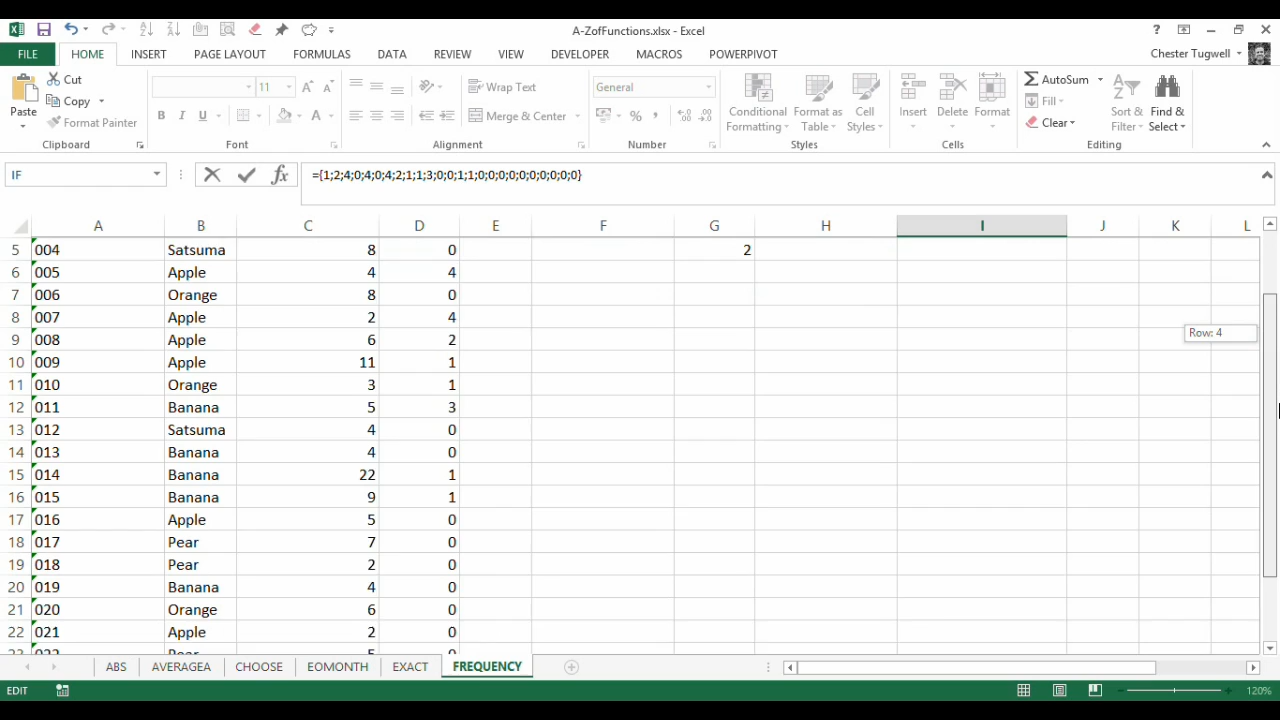 A-ZofFunctions.xlsx - Excel
FILE HOME INSERT PAGE LAYOUT FORMULAS DATA REVIEW VIEW DEVELOPER MACROS POWERPIVOT Chester Tugwell
Paste
Cut
Copy
Format Painter
Clipboard
11
B I U
Font
Wrap Text
Merge & Center
Alignment
General
%
Number
Conditional Formatting
Format as Table
Cell Styles
Styles
Insert Delete Format
Cells
AutoSum
Fill
Clear
Sort & Filter
Find & Select
Editing
IF fx ={1;2;4;0;4;0;4;2;1;1;3;0;0;1;1;0;0;0;0;0;0;0;0;0;0}
A B C D E F G H I J K L
5 004 Satsuma 8 0 2
6 005 Apple 4 4
7 006 Orange 8 0
8 007 Apple 2 4
Row: 4
9 008 Apple 6 2
10 009 Apple 11 1
11 010 Orange 3 1
12 011 Banana 5 3
13 012 Satsuma 4 0
14 013 Banana 4 0
15 014 Banana 22 1
16 015 Banana 9 1
17 016 Apple 5 0
18 017 Pear 7 0
19 018 Pear 2 0
20 019 Banana 4 0
21 020 Orange 6 0
22 021 Apple 2 0
ABS AVERAGEA CHOOSE EOMONTH EXACT FREQUENCY
EDIT 120%